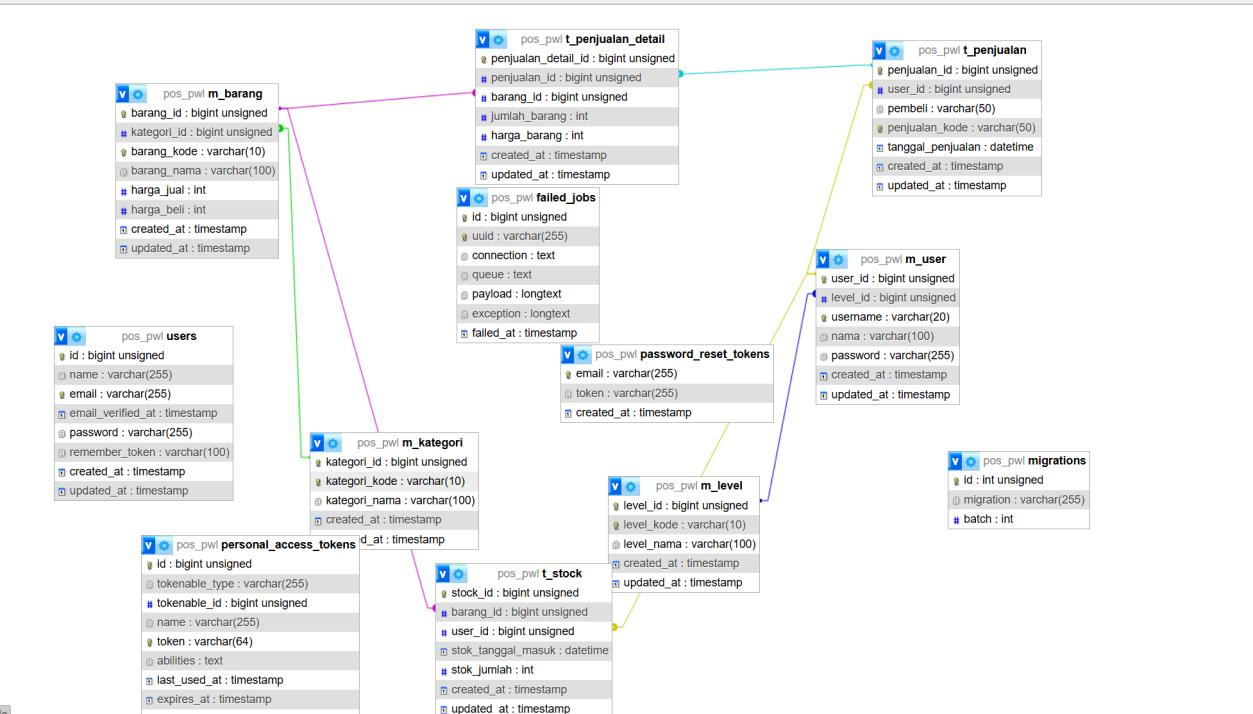 pos_pwl t_penjualan_detail
penjualan_detail_id : bigint unsigned
penjualan_id : bigint unsigned
barang_id : bigint unsigned
jumlah_barang : int
harga_barang : int
created_at : timestamp
updated_at : timestamp
pos_pwl t_penjualan
penjualan_id : bigint unsigned
user_id : bigint unsigned
pembeli : varchar(50)
penjualan_kode : varchar(50)
tanggal_penjualan : datetime
created_at : timestamp
updated_at : timestamp
pos_pwl m_barang
barang_id : bigint unsigned
kategori_id : bigint unsigned
barang_kode : varchar(10)
barang_nama : varchar(100)
harga_jual : int
harga_beli : int
created_at : timestamp
updated_at : timestamp
pos_pwl failed_jobs
id : bigint unsigned
uuid : varchar(255)
connection : text
queue : text
payload : longtext
exception : longtext
failed_at : timestamp
pos_pwl m_user
user_id : bigint unsigned
level_id : bigint unsigned
username : varchar(20)
nama : varchar(100)
password : varchar(255)
created_at : timestamp
updated_at : timestamp
pos_pwl users
id : bigint unsigned
name : varchar(255)
email : varchar(255)
email_verified_at : timestamp
password : varchar(255)
remember_token : varchar(100)
created_at : timestamp
updated_at : timestamp
pos_pwl password_reset_tokens
email : varchar(255)
token : varchar(255)
created_at : timestamp
pos_pwl m_kategori
kategori_id : bigint unsigned
kategori_kode : varchar(10)
kategori_nama : varchar(100)
created_at : timestamp
d_at : timestamp
pos_pwl m_level
level_id : bigint unsigned
level_kode : varchar(10)
level_nama : varchar(100)
created_at : timestamp
updated_at : timestamp
pos_pwl migrations
id : int unsigned
migration : varchar(255)
batch : int
pos_pwl personal_access_tokens
id : bigint unsigned
tokenable_type : varchar(255)
tokenable_id : bigint unsigned
name : varchar(255)
token : varchar(64)
abilities : text
last_used_at : timestamp
expires_at : timestamp
pos_pwl t_stock
stock_id : bigint unsigned
barang_id : bigint unsigned
user_id : bigint unsigned
stok_tanggal_masuk : datetime
stok_jumlah : int
created_at : timestamp
updated_at : timestamp